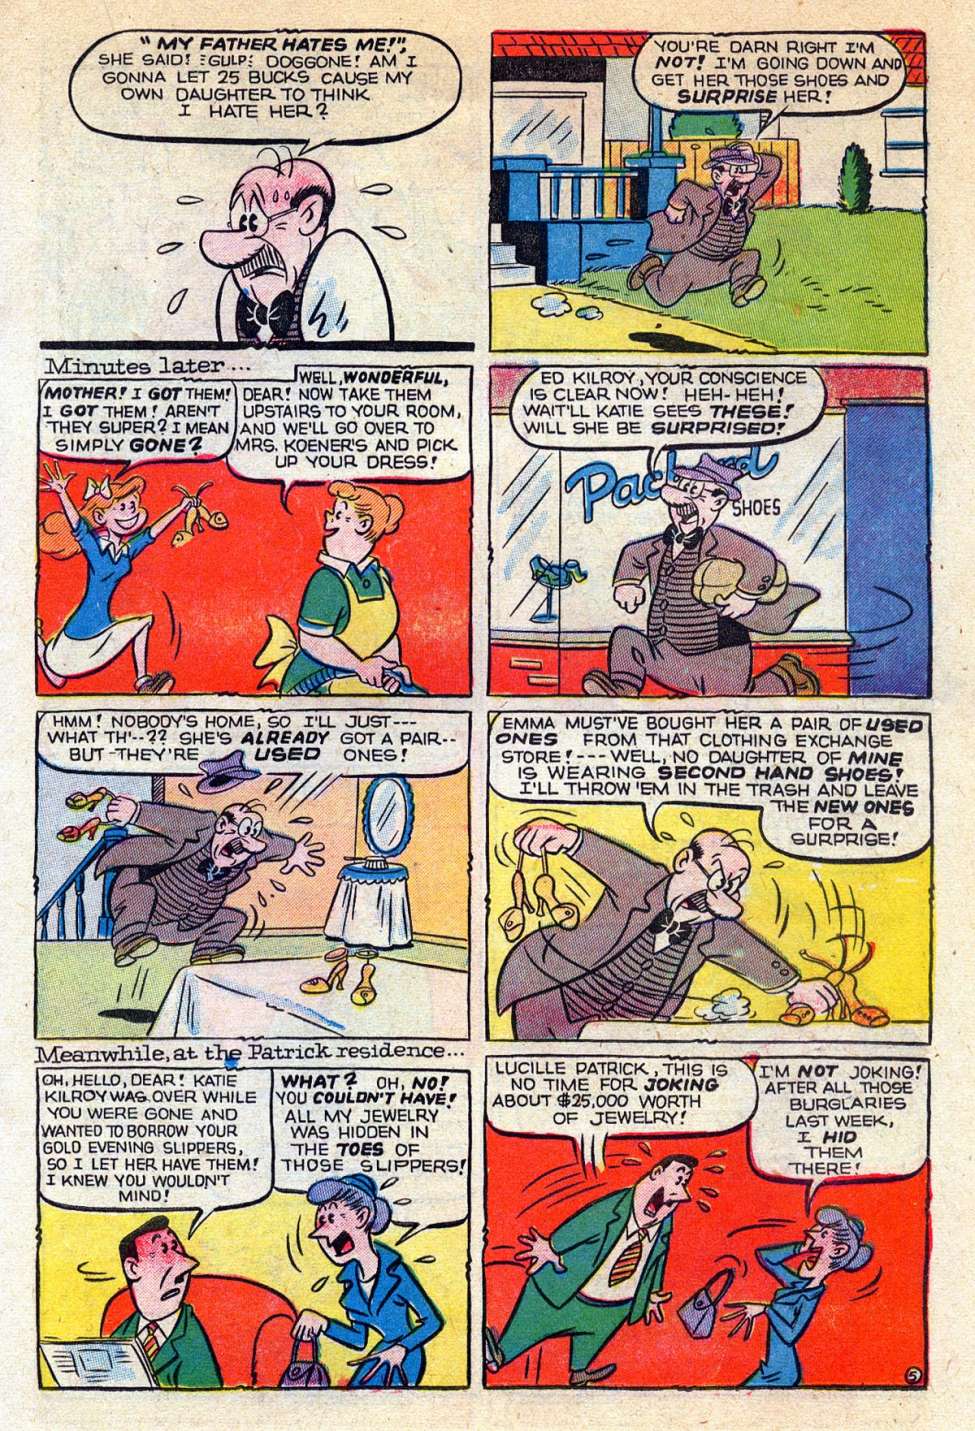 "MY FATHER HATES ME!",
SHE SAID! :GULP: DOGGONE! AM I
GONNA LET 25 BUCKS CAUSE MY
OWN DAUGHTER TO THINK
I HATE HER?
YOU'RE DARN RIGHT I'M
NOT! I'M GOING DOWN AND
GET HER THOSE SHOES AND
SURPRISE HER!
Minutes later...
MOTHER! I GOT THEM!
I GOT THEM! AREN'T
THEY SUPER? I MEAN
SIMPLY GONE?
WELL, WONDERFUL,
DEAR! NOW TAKE THEM
UPSTAIRS TO YOUR ROOM,
AND WE'LL GO OVER TO
MRS. KOENER'S AND PICK
UP YOUR DRESS!
ED KILROY, YOUR CONSCIENCE
IS CLEAR NOW! HEH-HEH!
WAIT'LL KATIE SEES THESE!
WILL SHE BE SURPRISED!
SHOES
HMM! NOBODY'S HOME, SO I'LL JUST---
WHAT TH'--?? SHE'S ALREADY GOT A PAIR--
BUT THEY'RE USED ONES!
EMMA MUST'VE BOUGHT HER A PAIR OF USED
ONES FROM THAT CLOTHING EXCHANGE
STORE!--- WELL, NO DAUGHTER OF MINE
IS WEARING SECOND HAND SHOES!
I'LL THROW 'EM IN THE TRASH AND LEAVE
THE NEW ONES
FOR A
SURPRISE!
Meanwhile, at the Patrick residence...
OH, HELLO, DEAR! KATIE
KILROY WAS OVER WHILE
YOU WERE GONE AND
WANTED TO BORROW YOUR
GOLD EVENING SLIPPERS,
SO I LET HER HAVE THEM!
I KNEW YOU WOULDN'T
MIND!
WHAT? OH, NO!
YOU COULDN'T HAVE!
ALL MY JEWELRY
WAS HIDDEN IN
THE TOES OF
THOSE SLIPPERS!
LUCILLE PATRICK, THIS IS
NO TIME FOR JOKING
ABOUT $25,000 WORTH
OF JEWELRY!
I'M NOT JOKING!
AFTER ALL THOSE
BURGLARIES
LAST WEEK,
I HID
THEM
THERE!
5